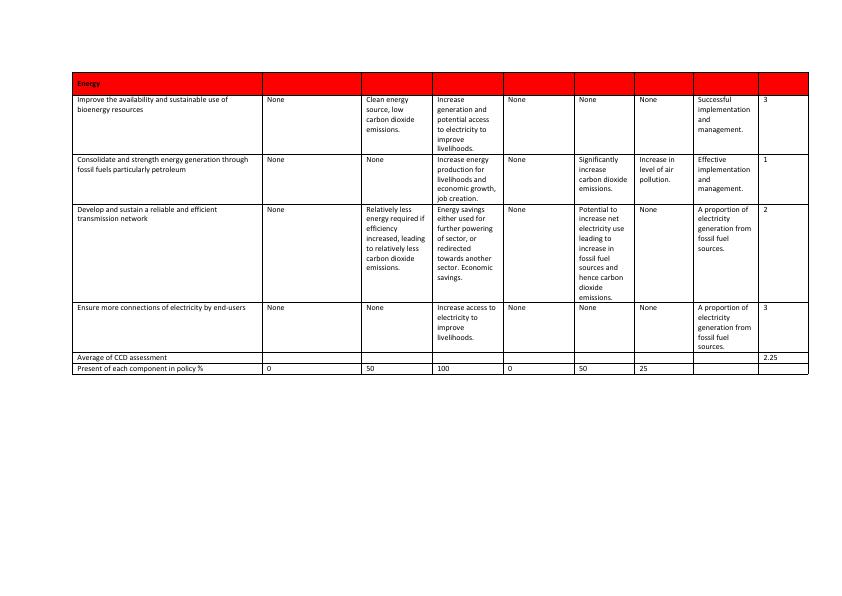 Energy
Improve the availability and sustainable use of
bioenergy resources
None
Clean energy
source, low
carbon dioxide
emissions.
Increase
generation and
potential access
to electricity to
improve
livelihoods.
None
None
None
Successful
implementation
and
management.
3
Consolidate and strength energy generation through
fossil fuels particularly petroleum
None
None
Increase energy
production for
livelihoods and
economic growth,
job creation.
None
Significantly
increase
carbon dioxide
emissions.
Increase in
level of air
pollution.
Effective
implementation
and
management.
1
Develop and sustain a reliable and efficient
transmission network
None
Relatively less
energy required if
efficiency
increased, leading
to relatively less
carbon dioxide
emissions.
Energy savings
either used for
further powering
of sector, or
redirected
towards another
sector. Economic
savings.
None
Potential to
increase net
electricity use
leading to
increase in
fossil fuel
sources and
hence carbon
dioxide
emissions.
None
A proportion of
electricity
generation from
fossil fuel
sources.
2
Ensure more connections of electricity by end-users
None
None
Increase access to
electricity to
improve
livelihoods.
None
None
None
A proportion of
electricity
generation from
fossil fuel
sources.
3
Average of CCD assessment
2.25
Present of each component in policy %
0
50
100
0
50
25